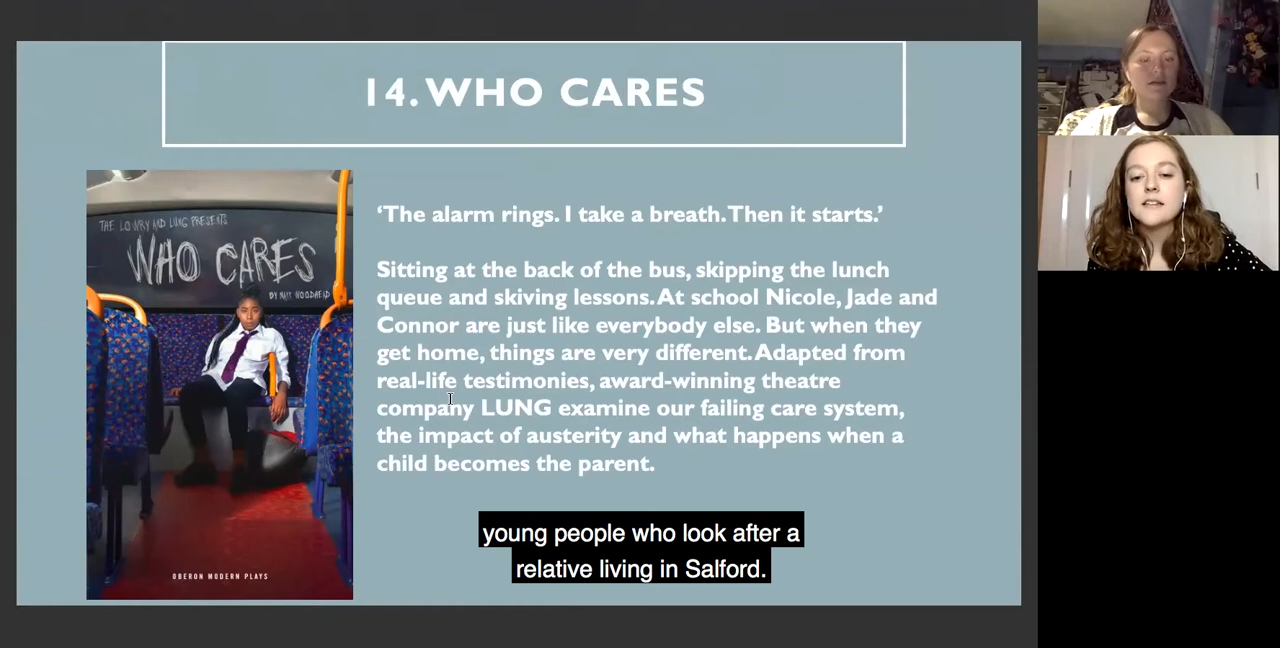 14. WHO CARES
THE LOWRY AND LUNG PRESENTS
WHO CARES
BY MATT WOODHEAD
OBERON MODERN PLAYS
‘The alarm rings. I take a breath. Then it starts.’
Sitting at the back of the bus, skipping the lunch
queue and skiving lessons. At school Nicole, Jade and
Connor are just like everybody else. But when they
get home, things are very different. Adapted from
real-life testimonies, award-winning theatre
company LUNG examine our failing care system,
the impact of austerity and what happens when a
child becomes the parent.
young people who look after a
relative living in Salford.